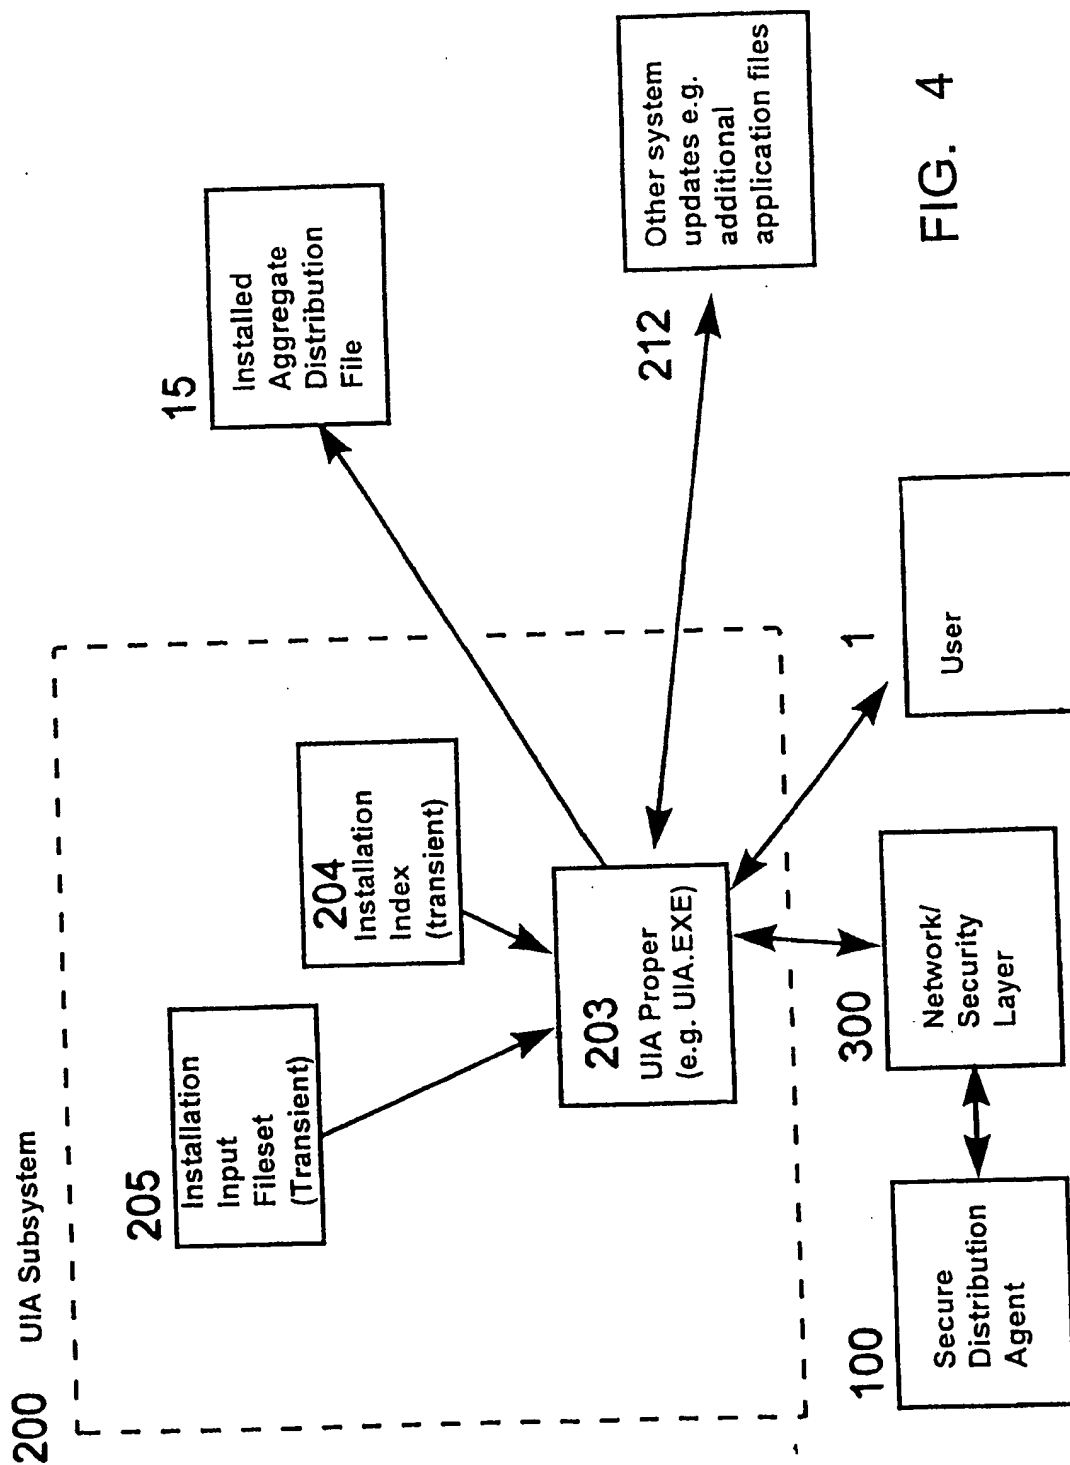 200 UIA Subsystem
205
Installation
Input
Fileset
(Transient)
204
Installation
Index
(transient)
203
UIA Proper
(e.g. UIA.EXE)
15
Installed
Aggregate
Distribution
File
212
Other system
updates e.g.
additional
application files
100
Secure
Distribution
Agent
300
Network/
Security
Layer
1
User
FIG. 4